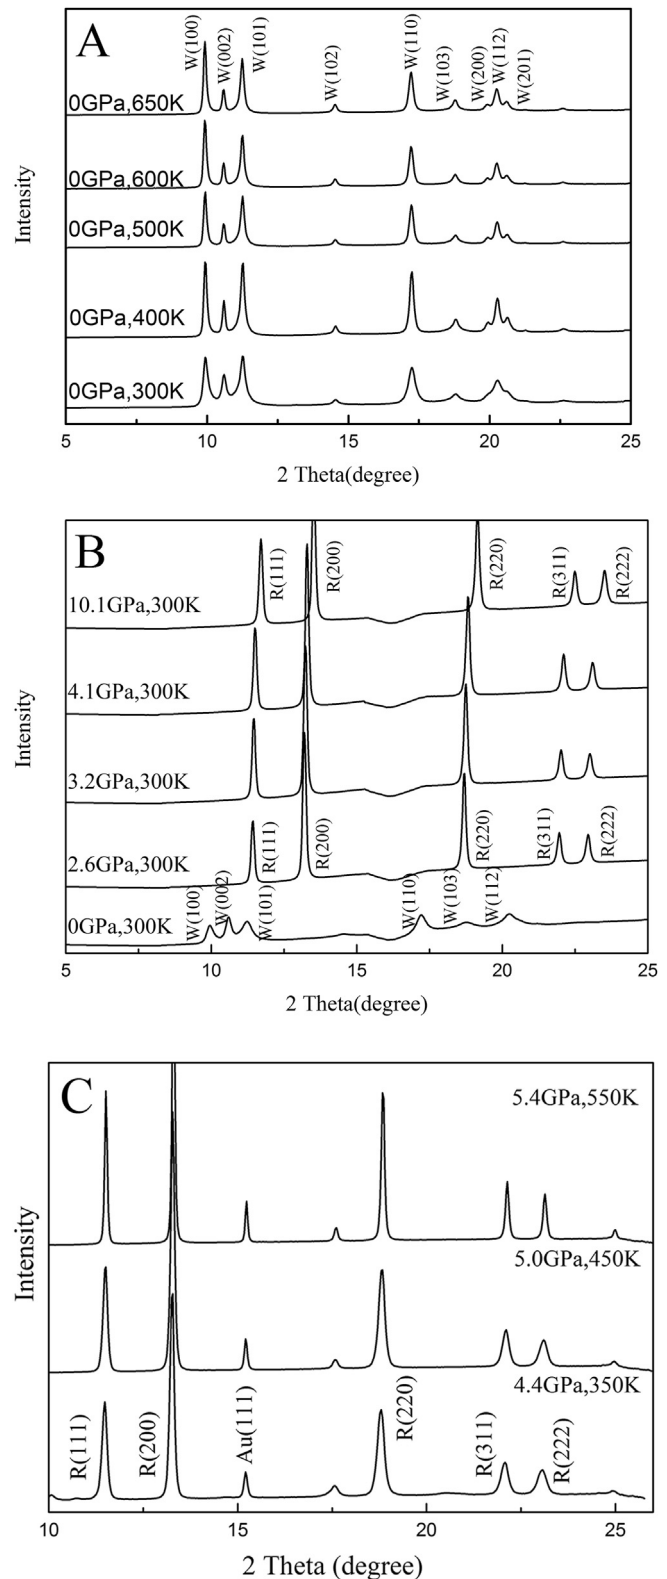 A
W(100)
W(002)
W(101)
W(102)
W(110)
W(103)
W(200)
W(112)
W(201)
0GPa,650K
0GPa,600K
0GPa,500K
0GPa,400K
0GPa,300K
Intensity
5 10 15 20 25
2 Theta(degree)
B
R(111)
R(200)
R(220)
R(311)
R(222)
10.1GPa,300K
4.1GPa,300K
3.2GPa,300K
2.6GPa,300K
R(111)
R(200)
R(220)
R(311)
R(222)
0GPa,300K
W(100)
W(002)
W(101)
W(110)
W(103)
W(112)
Intensity
5 10 15 20 25
2 Theta(degree)
C
5.4GPa,550K
5.0GPa,450K
4.4GPa,350K
R(111)
R(200)
Au(111)
R(220)
R(311)
R(222)
Intensity
10 15 20 25
2 Theta (degree)